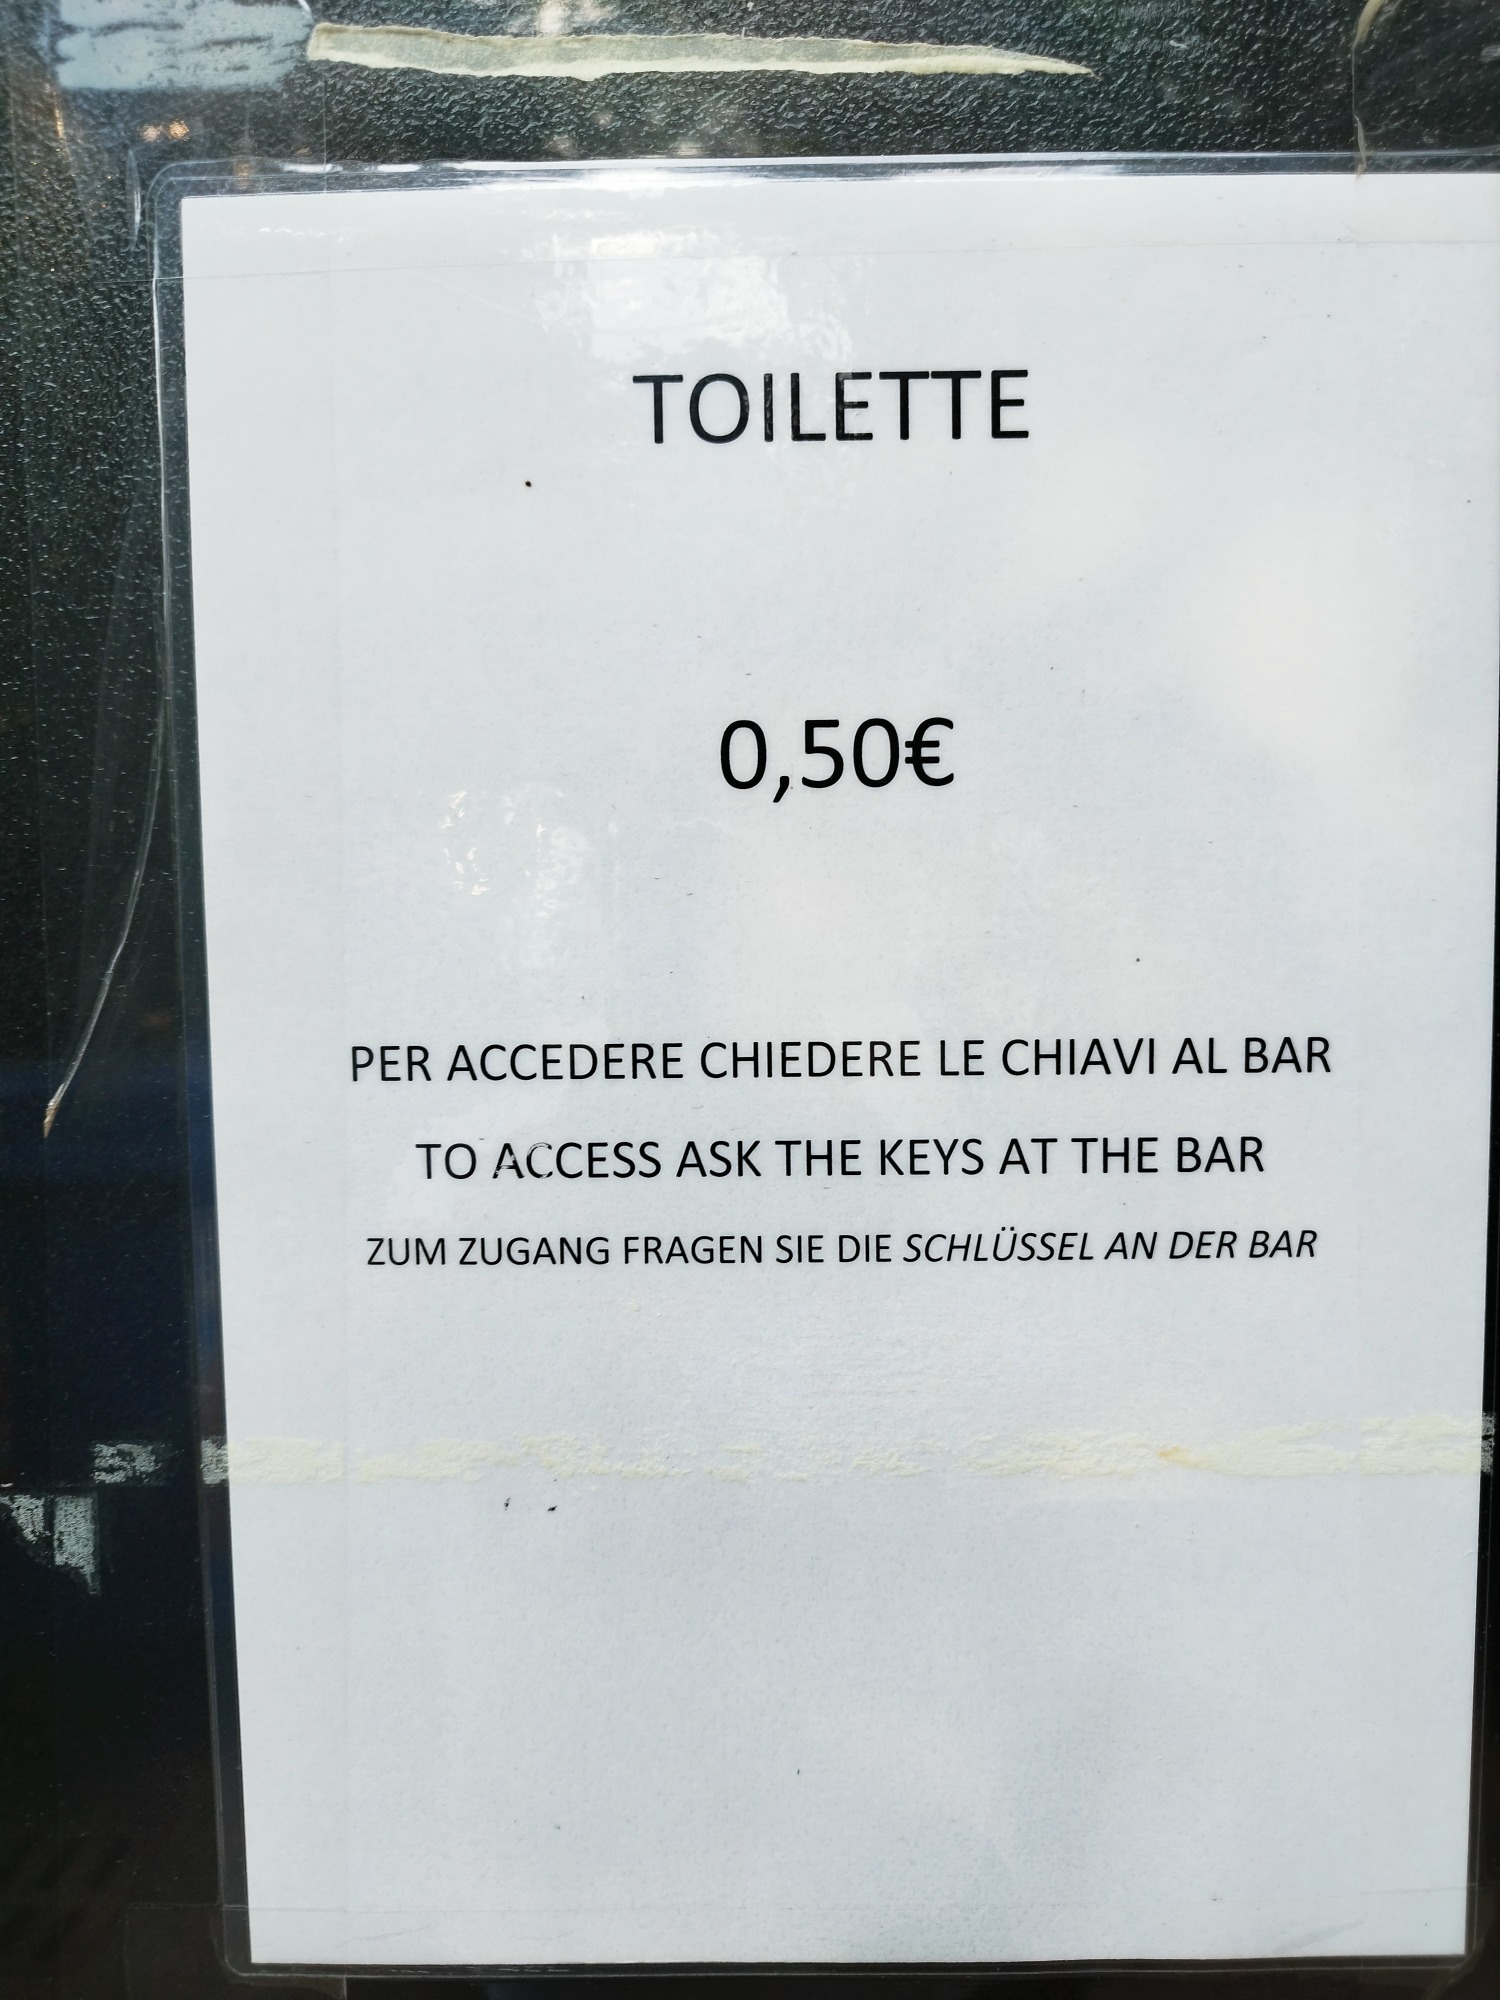 TOILETTE
0,50€
PER ACCEDERE CHIEDERE LE CHIAVI AL BAR
TO ACCESS ASK THE KEYS AT THE BAR
ZUM ZUGANG FRAGEN SIE DIE SCHLÜSSEL AN DER BAR